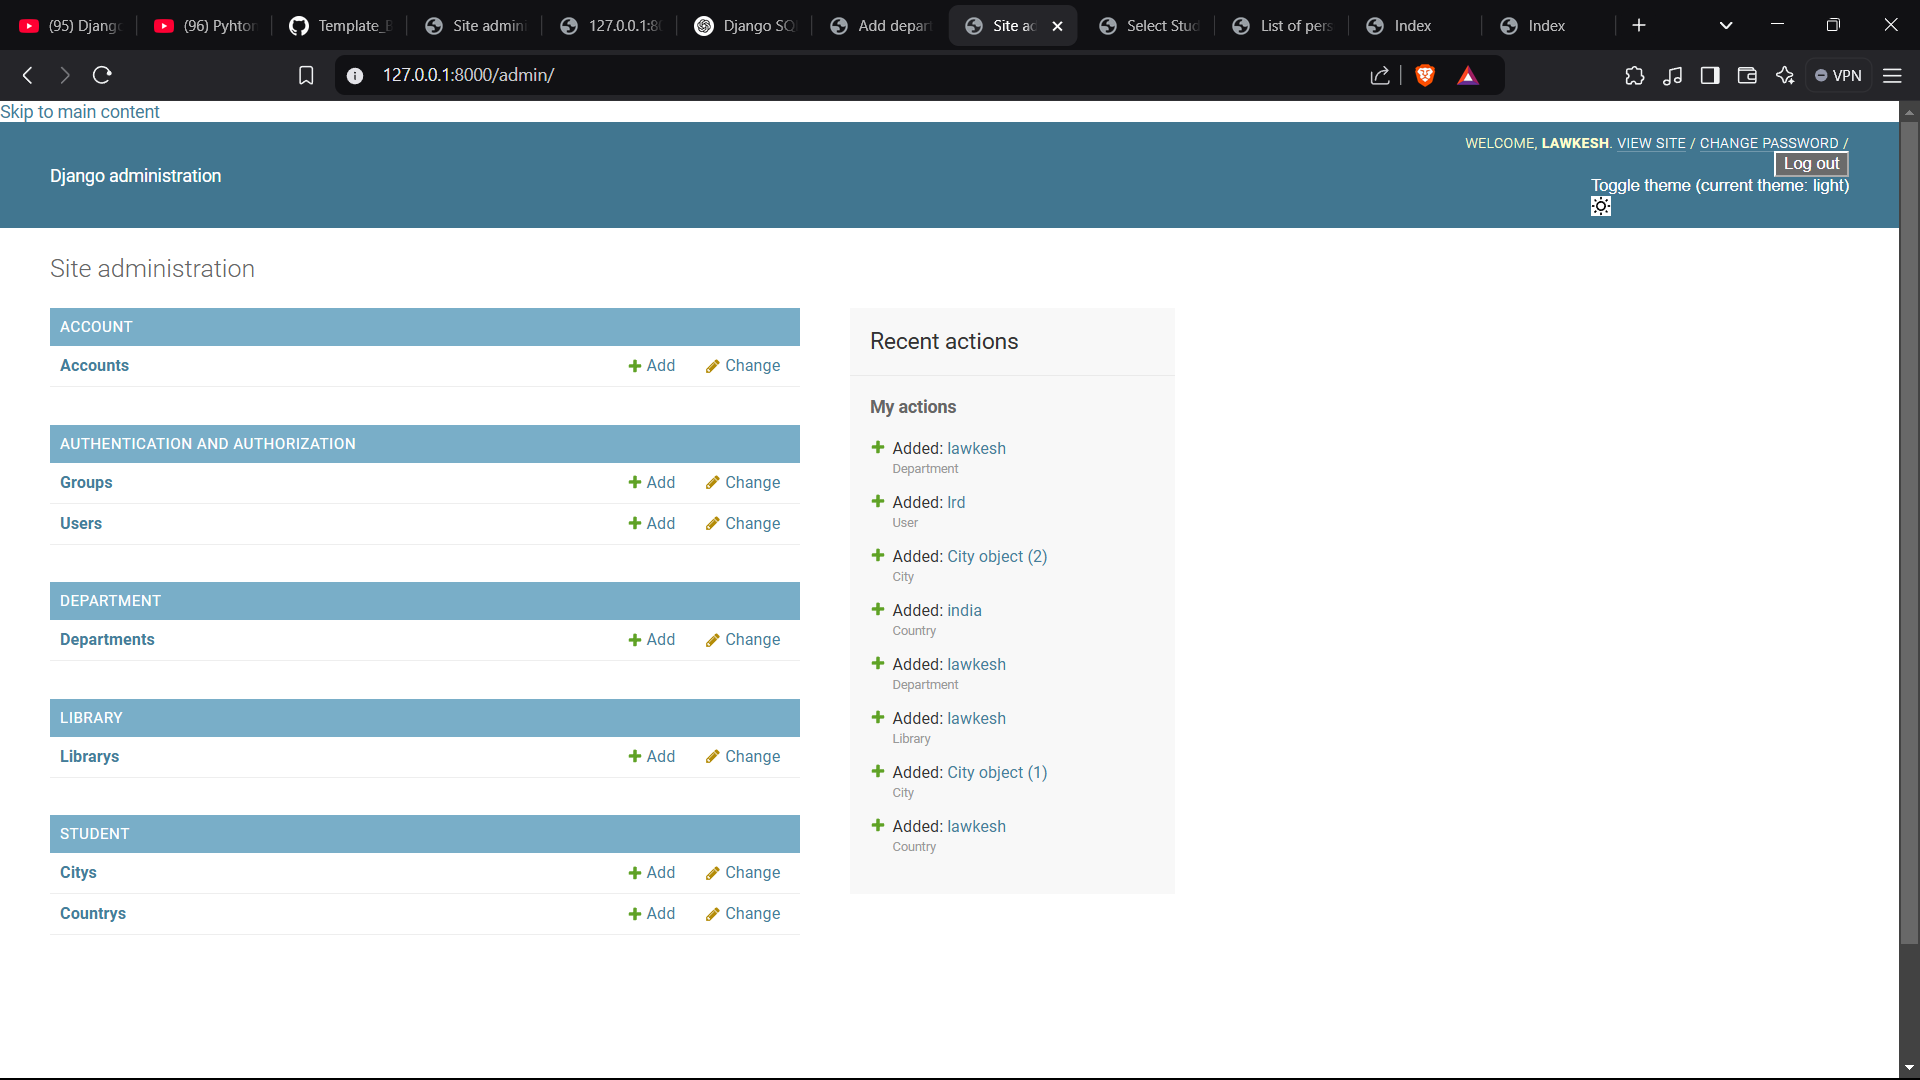 (95) Djang
(96) Pyhton
Template_B
Site admin
127.0.0.1:80
Django SQ
Add depart
Site ad
Select Stud
List of pers
Index
Index
127.0.0.1:8000/admin/
VPN
Skip to main content
Django administration
WELCOME, LAWKESH. VIEW SITE / CHANGE PASSWORD /
Log out
Toggle theme (current theme: light)
Site administration
ACCOUNT
Accounts Add Change
AUTHENTICATION AND AUTHORIZATION
Groups Add Change
Users Add Change
DEPARTMENT
Departments Add Change
LIBRARY
Librarys Add Change
STUDENT
Citys Add Change
Countrys Add Change
Recent actions
My actions
Added: lawkesh
Department
Added: lrd
User
Added: City object (2)
City
Added: india
Country
Added: lawkesh
Department
Added: lawkesh
Library
Added: City object (1)
City
Added: lawkesh
Country